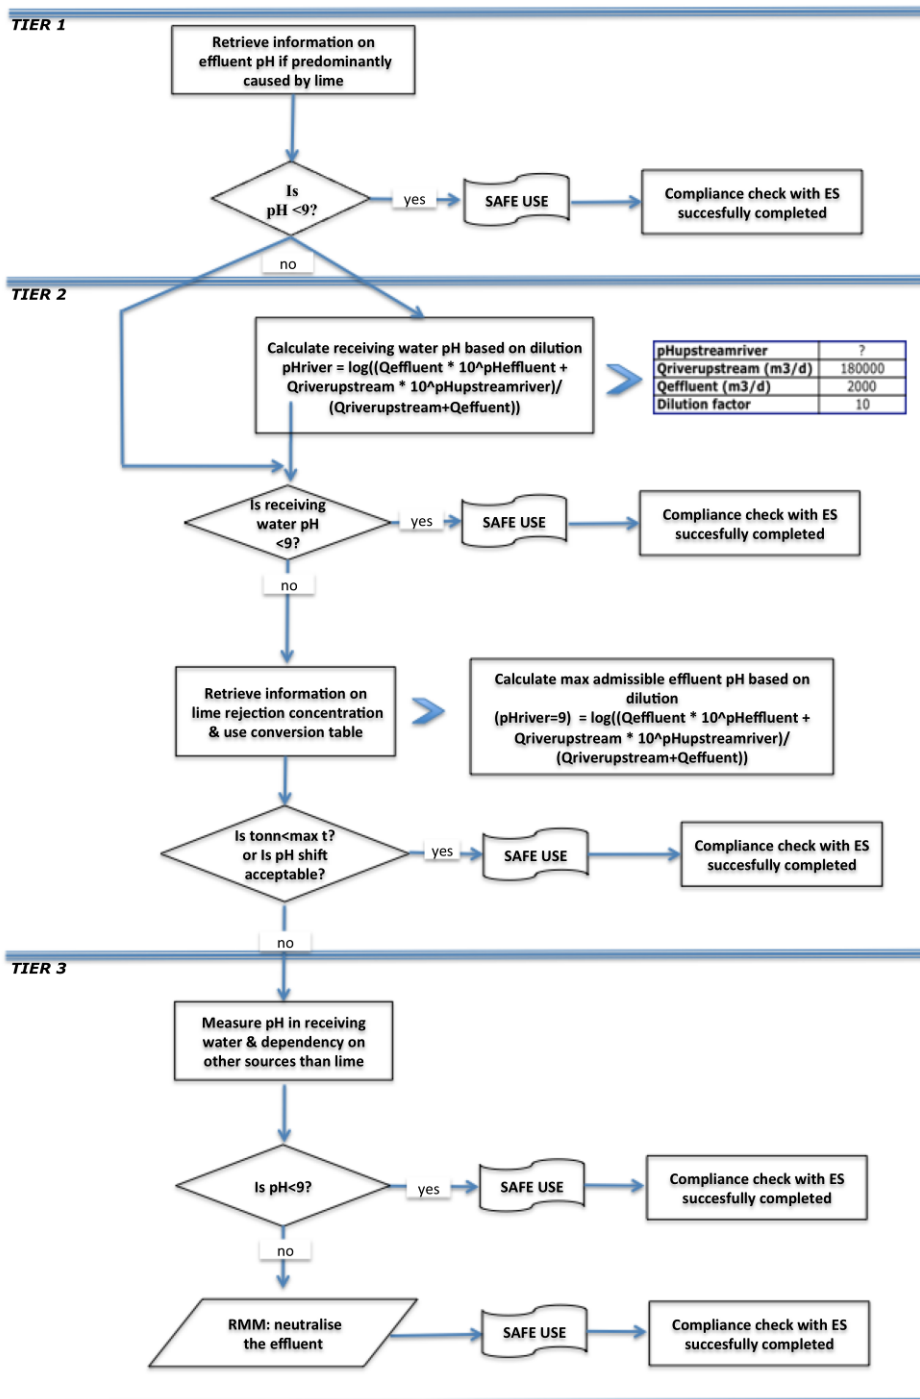 TIER 1
Retrieve information on
effluent pH if predominantly
caused by lime
Is
pH <9?
yes
SAFE USE
Compliance check with ES
succesfully completed
no
TIER 2
Calculate receiving water pH based on dilution
pHriver = log((Qeffluent * 10^pHeffluent +
Qriverupstream * 10^pHupstreamriver)/
(Qriverupstream+Qeffuent))
pHupstreamriver ?
Qriverupstream (m3/d) 180000
Qeffluent (m3/d) 2000
Dilution factor 10
Is receiving
water pH
<9?
yes
SAFE USE
Compliance check with ES
succesfully completed
no
Retrieve information on
lime rejection concentration
& use conversion table
Calculate max admissible effluent pH based on
dilution
(pHriver=9) = log((Qeffluent * 10^pHeffluent +
Qriverupstream * 10^pHupstreamriver)/
(Qriverupstream+Qeffuent))
Is tonn<max t?
or Is pH shift
acceptable?
yes
SAFE USE
Compliance check with ES
succesfully completed
no
TIER 3
Measure pH in receiving
water & dependency on
other sources than lime
Is pH<9?
yes
SAFE USE
Compliance check with ES
succesfully completed
no
RMM: neutralise
the effluent
SAFE USE
Compliance check with ES
succesfully completed